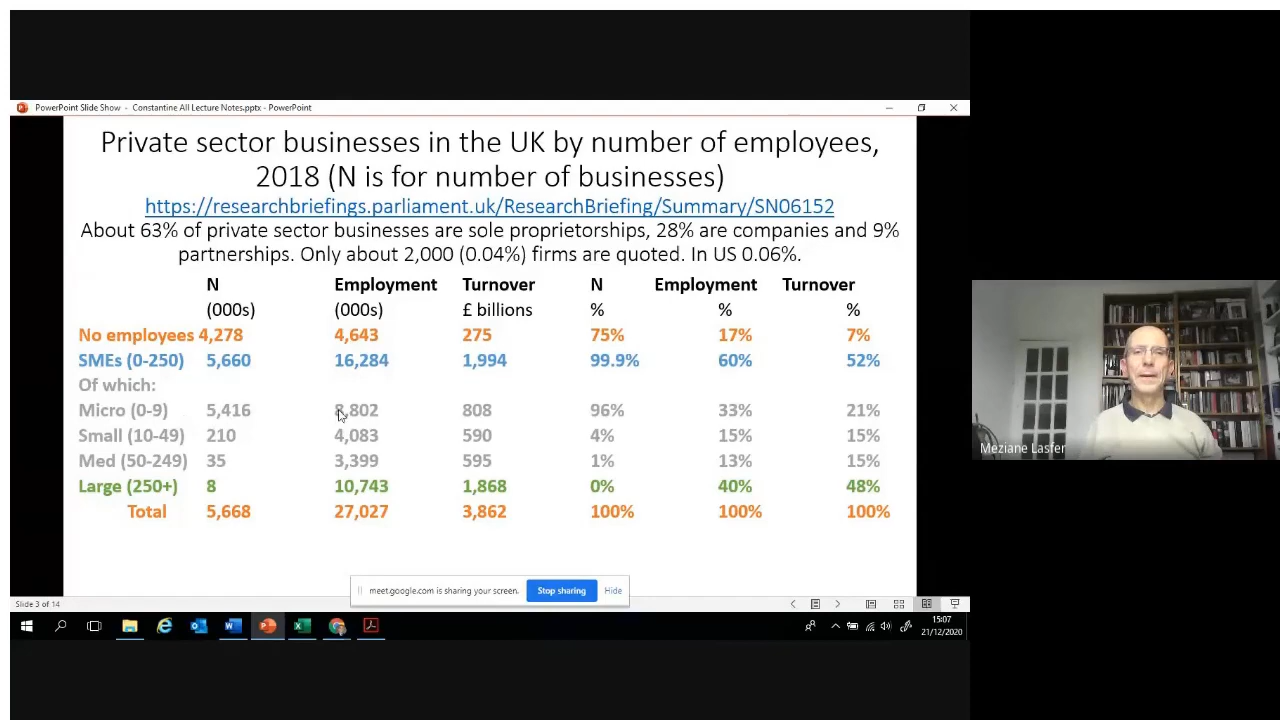 PowerPoint Slide Show - Constantine All Lecture Notes.pptx - PowerPoint
Private sector businesses in the UK by number of employees,
2018 (N is for number of businesses)
https://researchbriefings.parliament.uk/ResearchBriefing/Summary/SN06152
About 63% of private sector businesses are sole proprietorships, 28% are companies and 9%
partnerships. Only about 2,000 (0.04%) firms are quoted. In US 0.06%.
N Employment Turnover N Employment Turnover
(000s) (000s) £ billions % % %
No employees 4,278 4,643 275 75% 17% 7%
SMEs (0-250) 5,660 16,284 1,994 99.9% 60% 52%
Of which:
Micro (0-9) 5,416 8,802 808 96% 33% 21%
Small (10-49) 210 4,083 590 4% 15% 15%
Med (50-249) 35 3,399 595 1% 13% 15%
Large (250+) 8 10,743 1,868 0% 40% 48%
Total 5,668 27,027 3,862 100% 100% 100%
Meziane Lasfer
meet.google.com is sharing your screen. Stop sharing Hide
Slide 3 of 14
15:07
21/12/2020